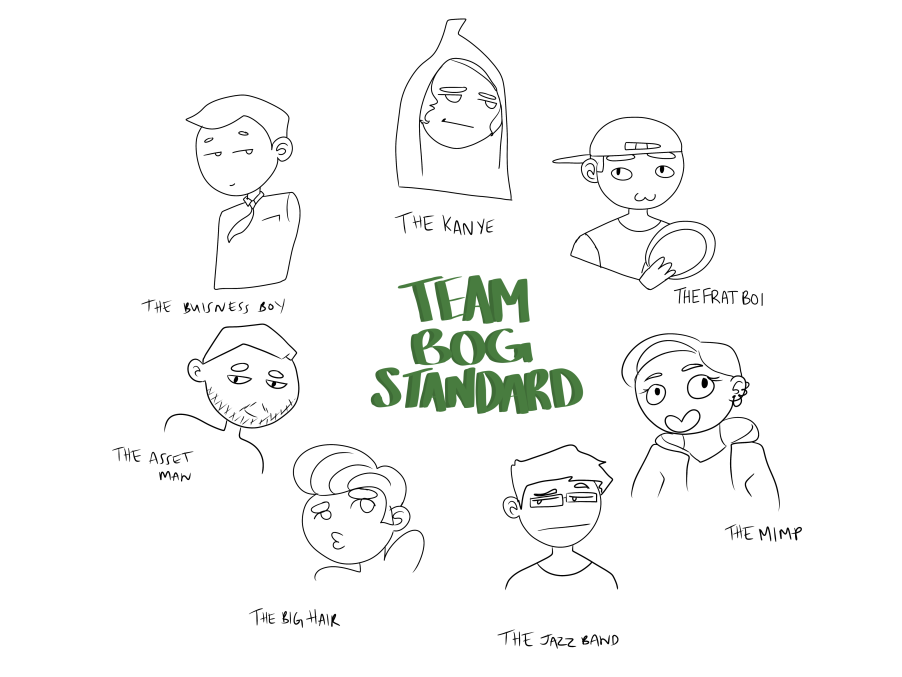 THE KANYE
THE BUISNESS BOY
THE FRAT BOI
TEAM
BOG
STANDARD
THE ASSET
MAN
THE MIMP
THE BIG HAIR
THE JAZZ BAND